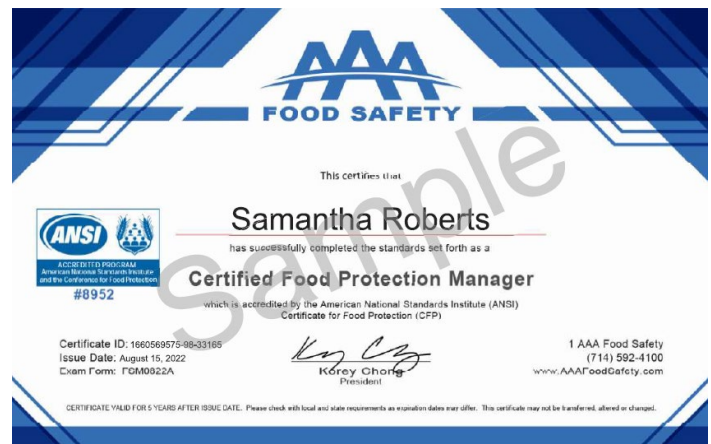 AAA
FOOD SAFETY
This certifies that
Samantha Roberts
has successfully completed the standards set forth as a
Certified Food Protection Manager
which is accredited by the American National Standards Institute (ANSI)
Certificate for Food Protection (CFP)
ANSI
ACCREDITED PROGRAM
American National Standards Institute
and the Conference for Food Protection
#8952
Sample
Certificate ID: 1660569575-98-33165
Issue Date: August 15, 2022
Exam Form: FSM0822A
Korey Chong
President
1 AAA Food Safety
(714) 592-4100
www.AAAFoodSafety.com
CERTIFICATE VALID FOR 5 YEARS AFTER ISSUE DATE. Please check with local and state requirements as expiration dates may differ. This certificate may not be transferred, altered or changed.